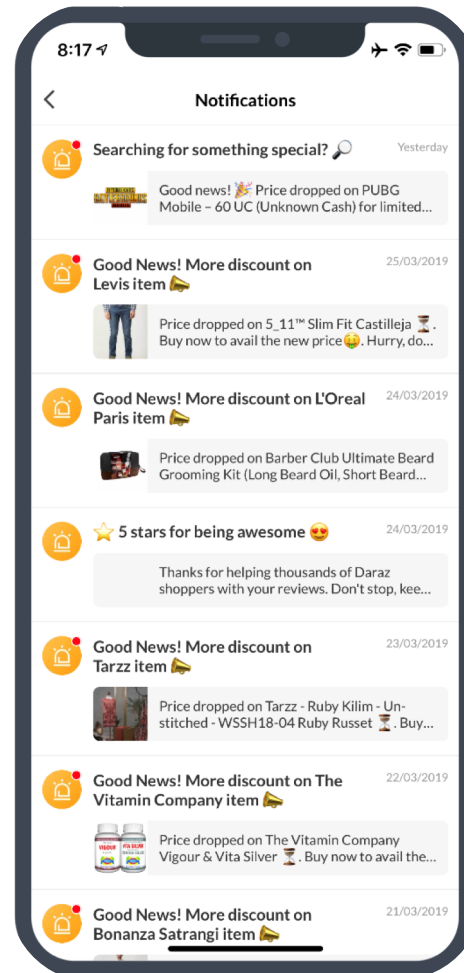 8:17
Notifications
Searching for something special? 🔎
Yesterday
Good news! 🎉 Price dropped on PUBG
Mobile – 60 UC (Unknown Cash) for limited...
Good News! More discount on
Levis item 📣
25/03/2019
Price dropped on 5_11™ Slim Fit Castilleja ⏳.
Buy now to avail the new price🤑. Hurry, do...
Good News! More discount on L'Oreal
Paris item 📣
24/03/2019
Price dropped on Barber Club Ultimate Beard
Grooming Kit (Long Beard Oil, Short Beard...
⭐ 5 stars for being awesome 😍
24/03/2019
Thanks for helping thousands of Daraz
shoppers with your reviews. Don't stop, kee...
Good News! More discount on
Tarzz item 📣
23/03/2019
Price dropped on Tarzz - Ruby Kilim - Un-
stitched - WSSH18-04 Ruby Russet ⏳. Buy...
Good News! More discount on The
Vitamin Company item 📣
22/03/2019
VIGOUR
VITA SILVER
Price dropped on The Vitamin Company
Vigour & Vita Silver ⏳. Buy now to avail the...
Good News! More discount on
Bonanza Satrangi item 📣
21/03/2019